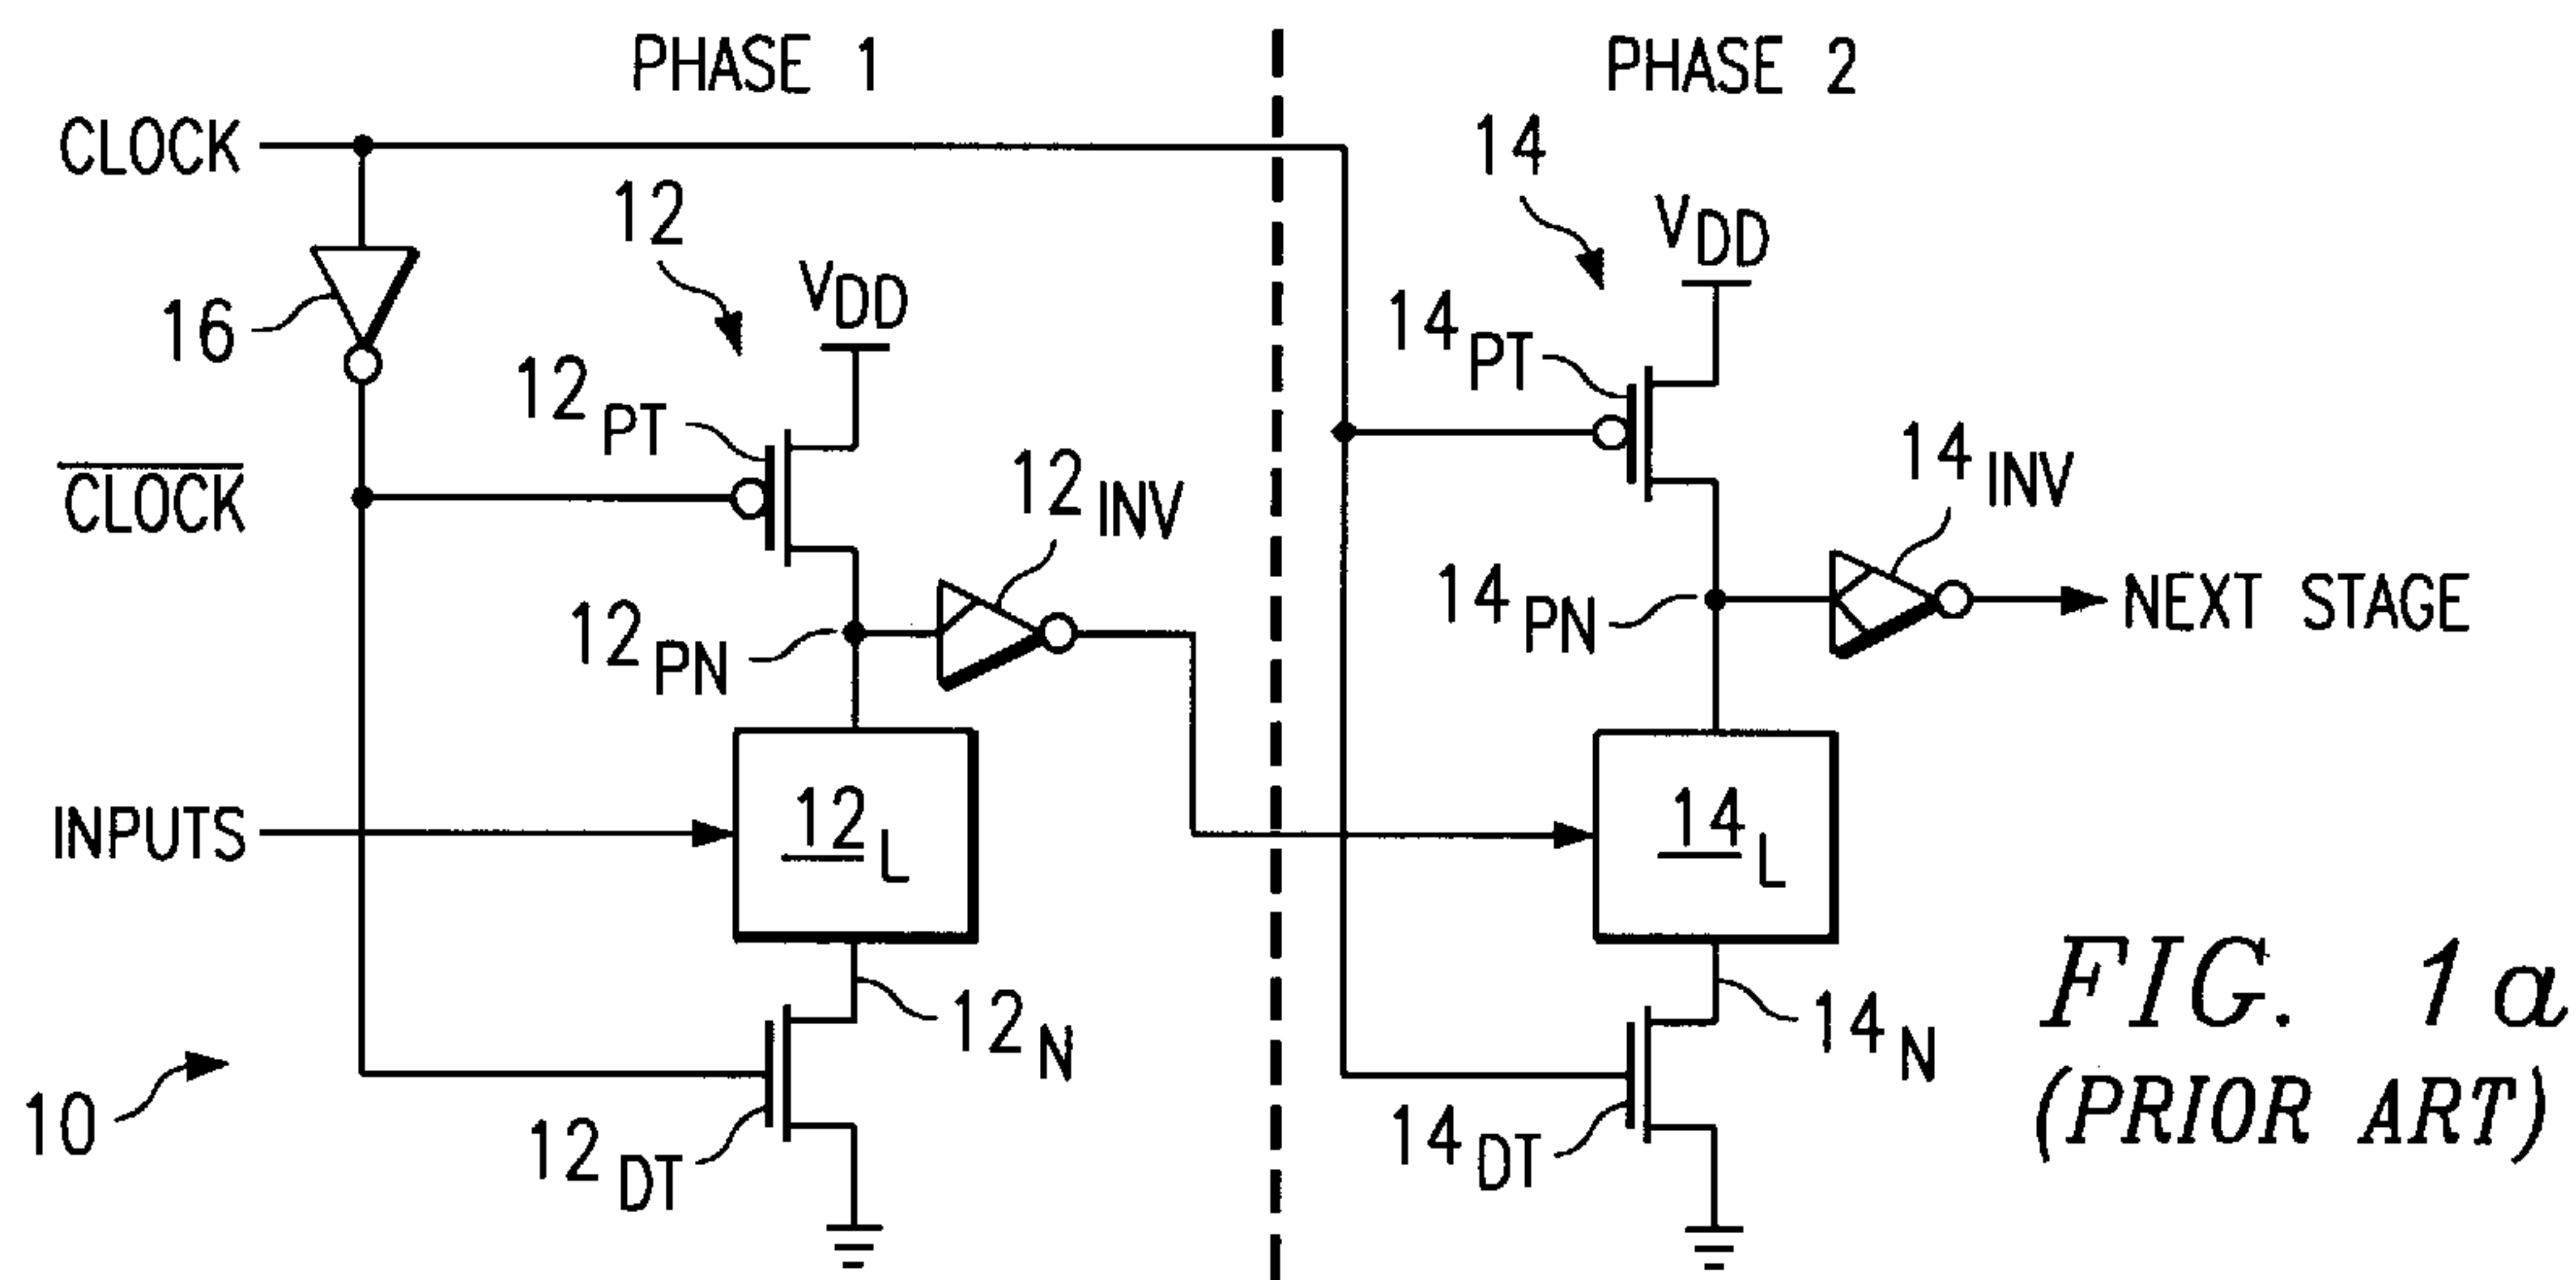 PHASE 1
PHASE 2
CLOCK
12
14
VDD
VDD
16
12PT
14PT
CLOCK
12INV
14INV
12PN
14PN
NEXT STAGE
INPUTS
12L
14L
12N
14N
10
12DT
14DT
FIG. 1a
(PRIOR ART)